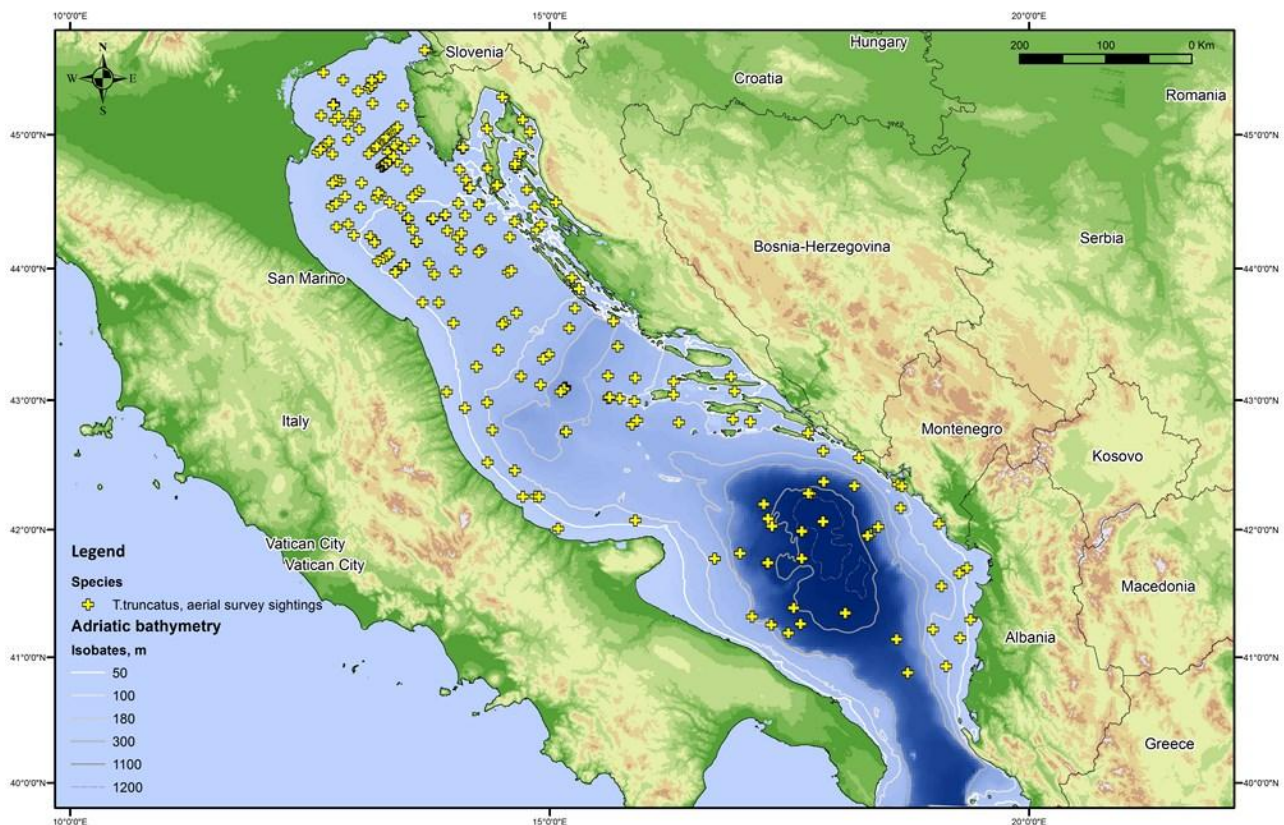 10°0'0"E 15°0'0"E 20°0'0"E
N
W E
S
Slovenia
Hungary
Croatia
200 100 0 Km
Romania
45°0'0"N 45°0'0"N
Bosnia-Herzegovina
Serbia
44°0'0"N 44°0'0"N
San Marino
43°0'0"N 43°0'0"N
Italy
Montenegro
Kosovo
42°0'0"N 42°0'0"N
Vatican City
Vatican City
Macedonia
Albania
41°0'0"N 41°0'0"N
Greece
40°0'0"N 40°0'0"N
Legend
Species
T.truncatus, aerial survey sightings
Adriatic bathymetry
Isobates, m
50
100
180
300
1100
1200
10°0'0"E 15°0'0"E 20°0'0"E